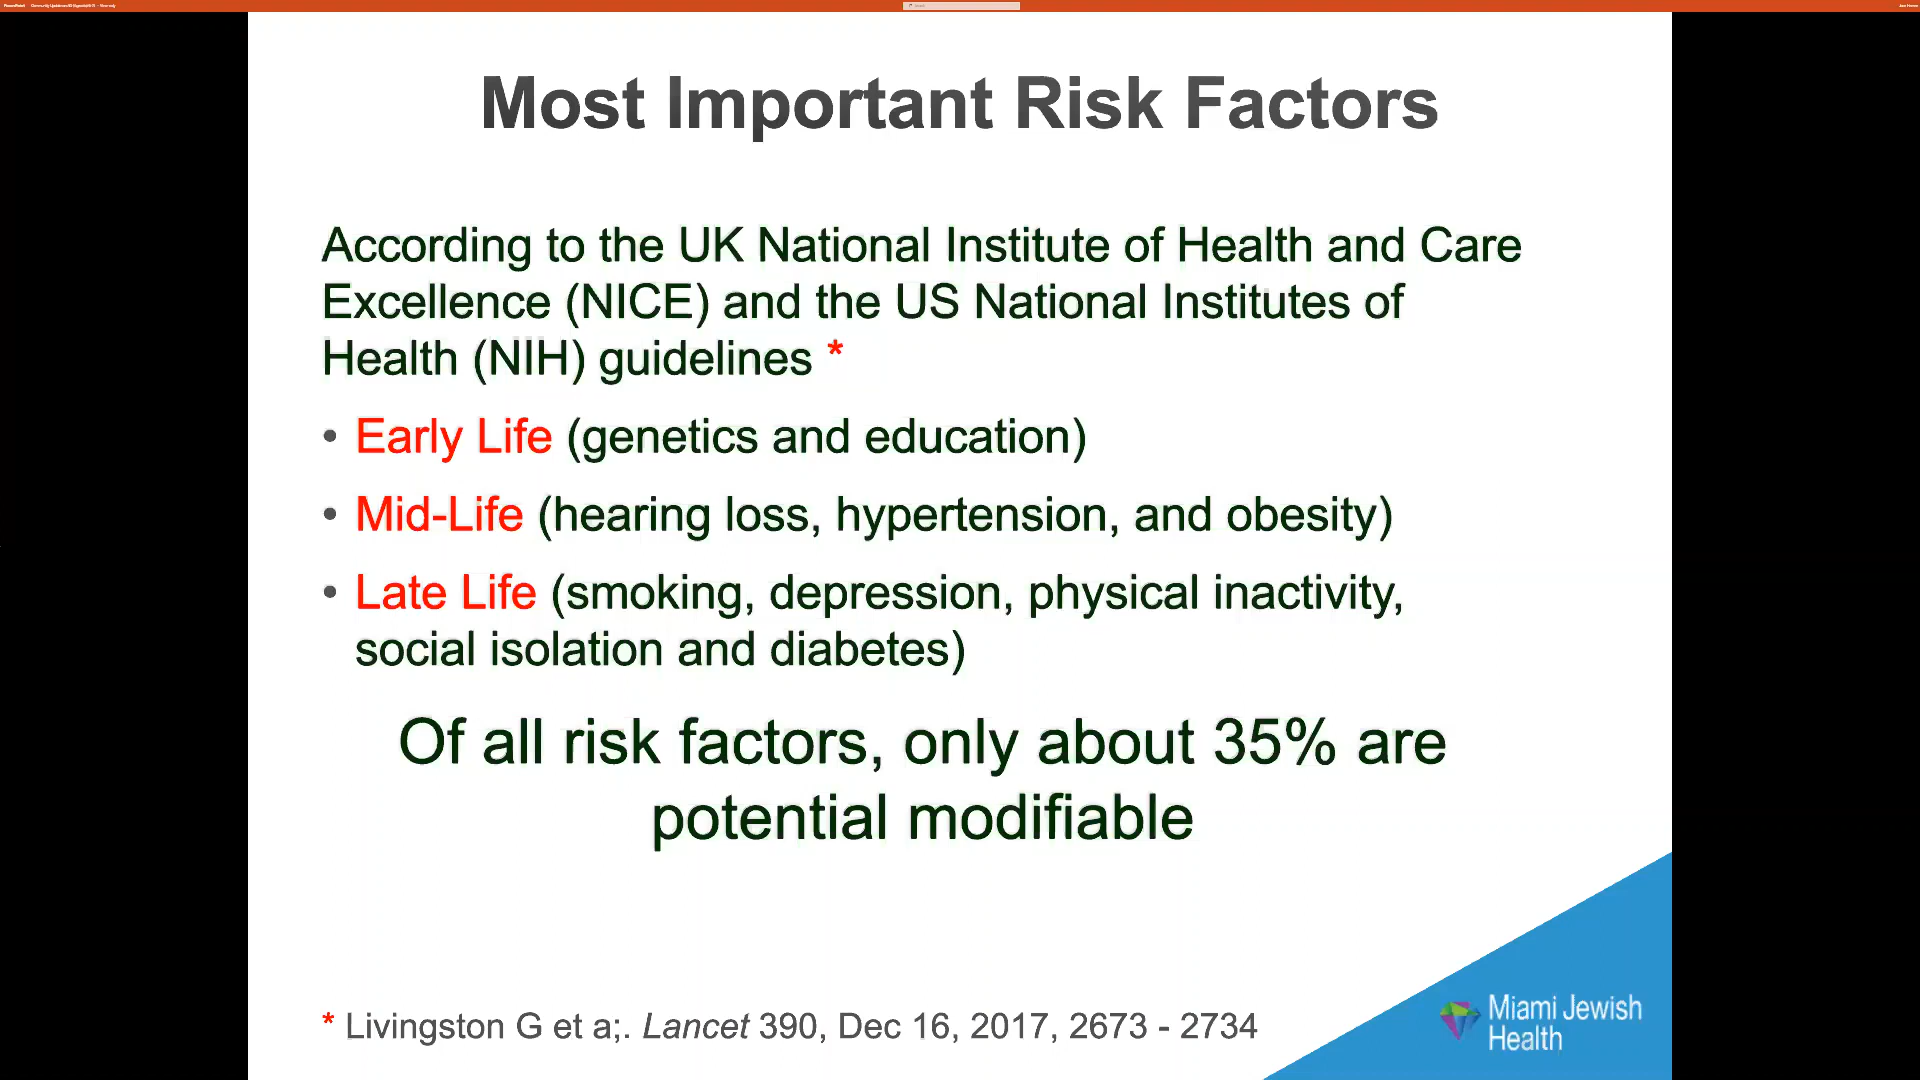 PowerPoint
Most Important Risk Factors
According to the UK National Institute of Health and Care
Excellence (NICE) and the US National Institutes of
Health (NIH) guidelines *
• Early Life (genetics and education)
• Mid-Life (hearing loss, hypertension, and obesity)
• Late Life (smoking, depression, physical inactivity,
social isolation and diabetes)
Of all risk factors, only about 35% are
potential modifiable
* Livingston G et a;. Lancet 390, Dec 16, 2017, 2673 - 2734
Miami Jewish
Health